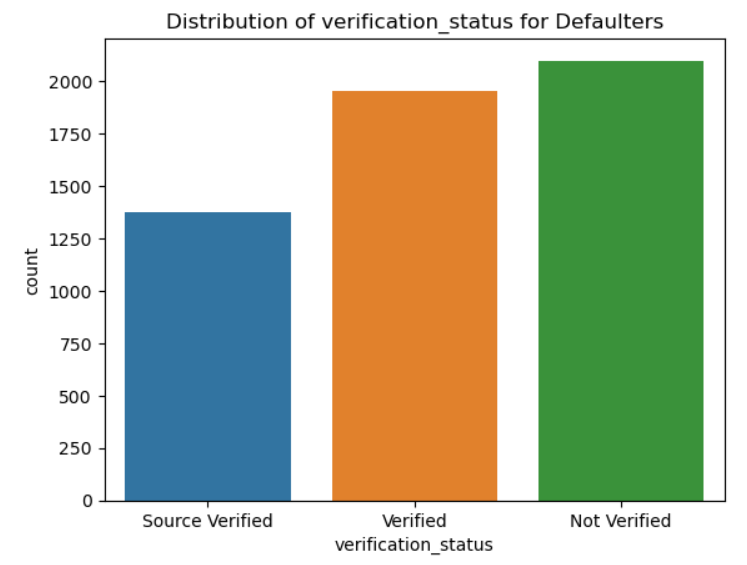 Distribution of verification_status for Defaulters
2000
1750
1500
1250
1000
750
500
250
0
count
Source Verified
Verified
Not Verified
verification_status